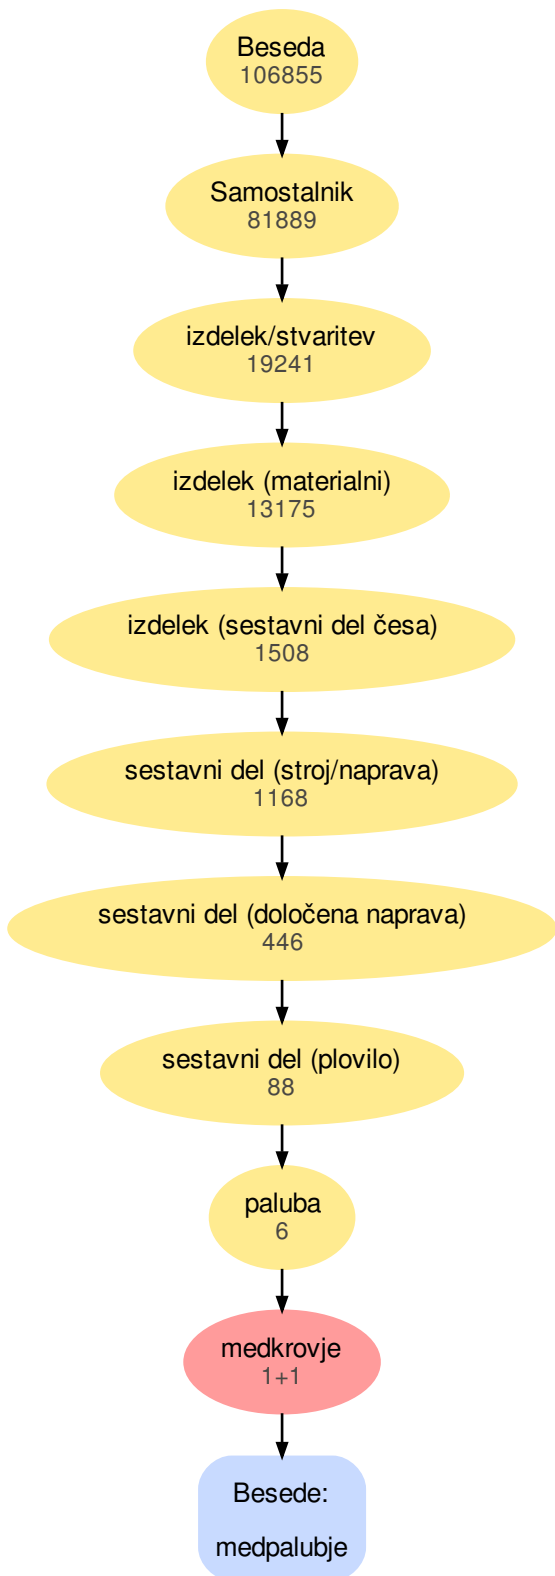 Beseda
106855
Samostalnik
81889
izdelek/stvaritev
19241
izdelek (materialni)
13175
izdelek (sestavni del česa)
1508
sestavni del (stroj/naprava)
1168
sestavni del (določena naprava)
446
sestavni del (plovilo)
88
paluba
6
medkrovje
1+1
Besede:
medpalubje